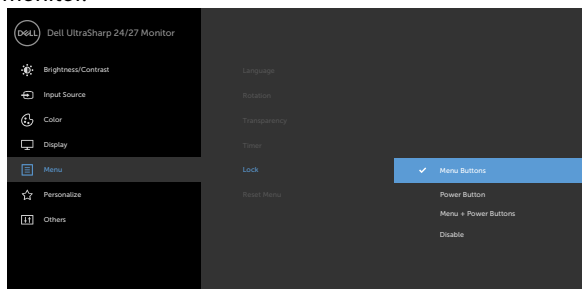 monitor.
DELL Dell UltraSharp 24/27 Monitor
Brightness/Contrast
Input Source
Color
Display
Menu
Personalize
Others
Language
Rotation
Transparency
Timer
Lock
Reset Menu
Menu Buttons
Power Button
Menu + Power Buttons
Disable